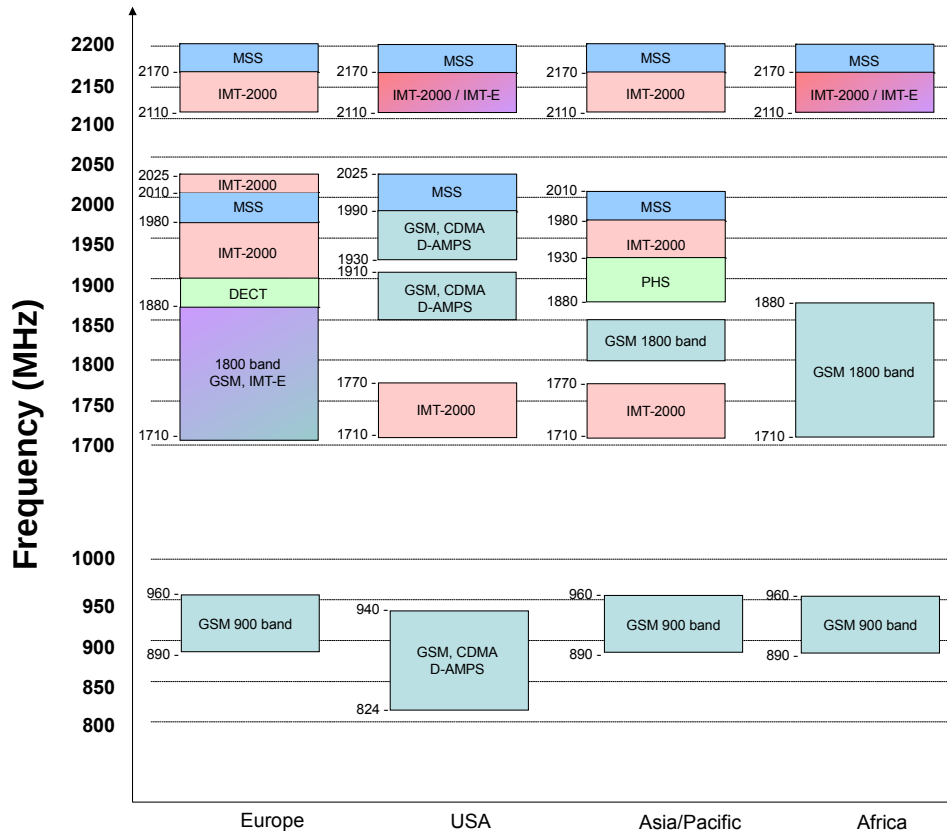 Frequency (MHz)
2200
2150
2100
2050
2000
1950
1900
1850
1800
1750
1700
1000
950
900
850
800
MSS
2170 -
IMT-2000
2110 -
2025 -
IMT-2000
2010 -
MSS
1980 -
IMT-2000
DECT
1880 -
1800 band
GSM, IMT-E
1710 -
960 -
GSM 900 band
890 -
Europe
MSS
2170 -
IMT-2000 / IMT-E
2110 -
2025 -
MSS
1990 -
GSM, CDMA
D-AMPS
1930 -
1910 -
GSM, CDMA
D-AMPS
1770 -
IMT-2000
1710 -
940 -
GSM, CDMA
D-AMPS
824 -
USA
MSS
2170 -
IMT-2000
2110 -
2010 -
MSS
1980 -
IMT-2000
1930 -
PHS
1880 -
GSM 1800 band
1770 -
IMT-2000
1710 -
960 -
GSM 900 band
890 -
Asia/Pacific
MSS
2170 -
IMT-2000 / IMT-E
2110 -
1880 -
GSM 1800 band
1710 -
960 -
GSM 900 band
890 -
Africa